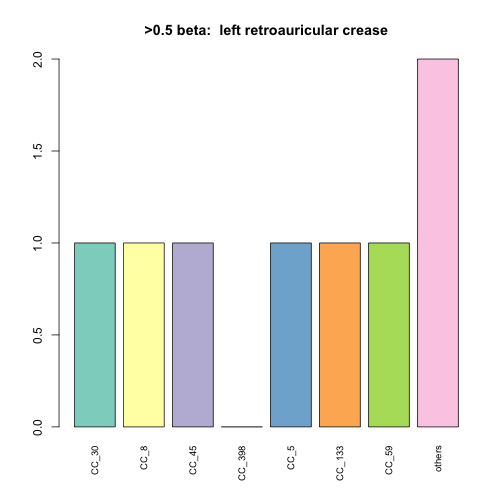 >0.5 beta:  left retroauricular crease
2.0
1.5
1.0
0.5
0.0
CC_30
CC_8
CC_45
CC_398
CC_5
CC_133
CC_59
others